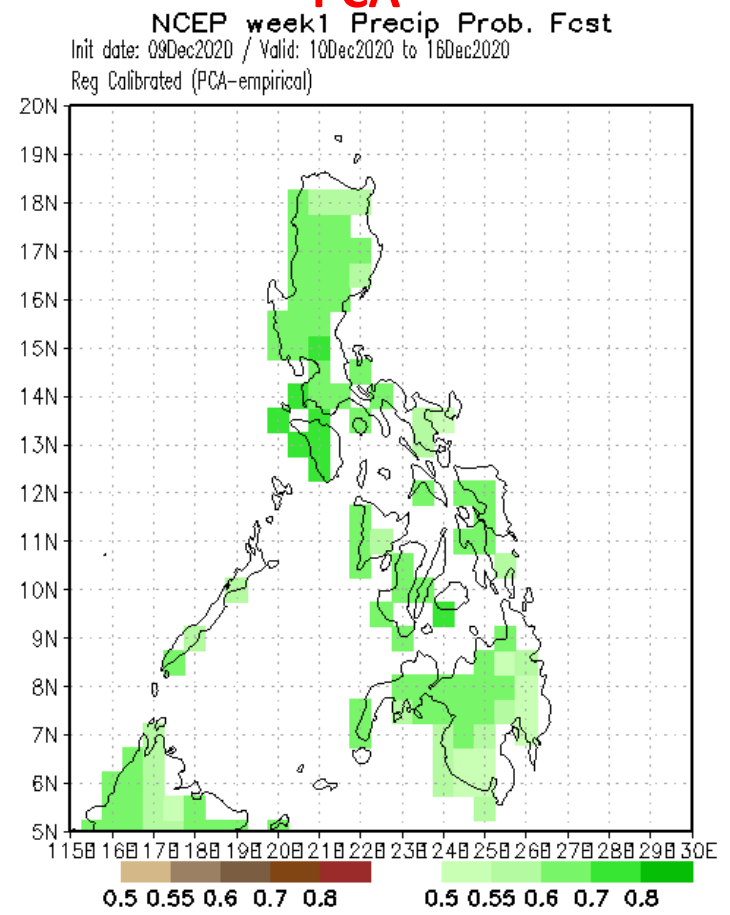 PCA
NCEP week1 Precip Prob. Fcst
Init date: 09Dec2020 / Valid: 10Dec2020 to 16Dec2020
Reg Calibrated (PCA-empirical)
20N
19N
18N
17N
16N
15N
14N
13N
12N
11N
10N
9N
8N
7N
6N
5N
115E 116E 117E 118E 119E 120E 121E 122E 123E 124E 125E 126E 127E 128E 129E 130E
0.5 0.55 0.6 0.7 0.8 0.5 0.55 0.6 0.7 0.8